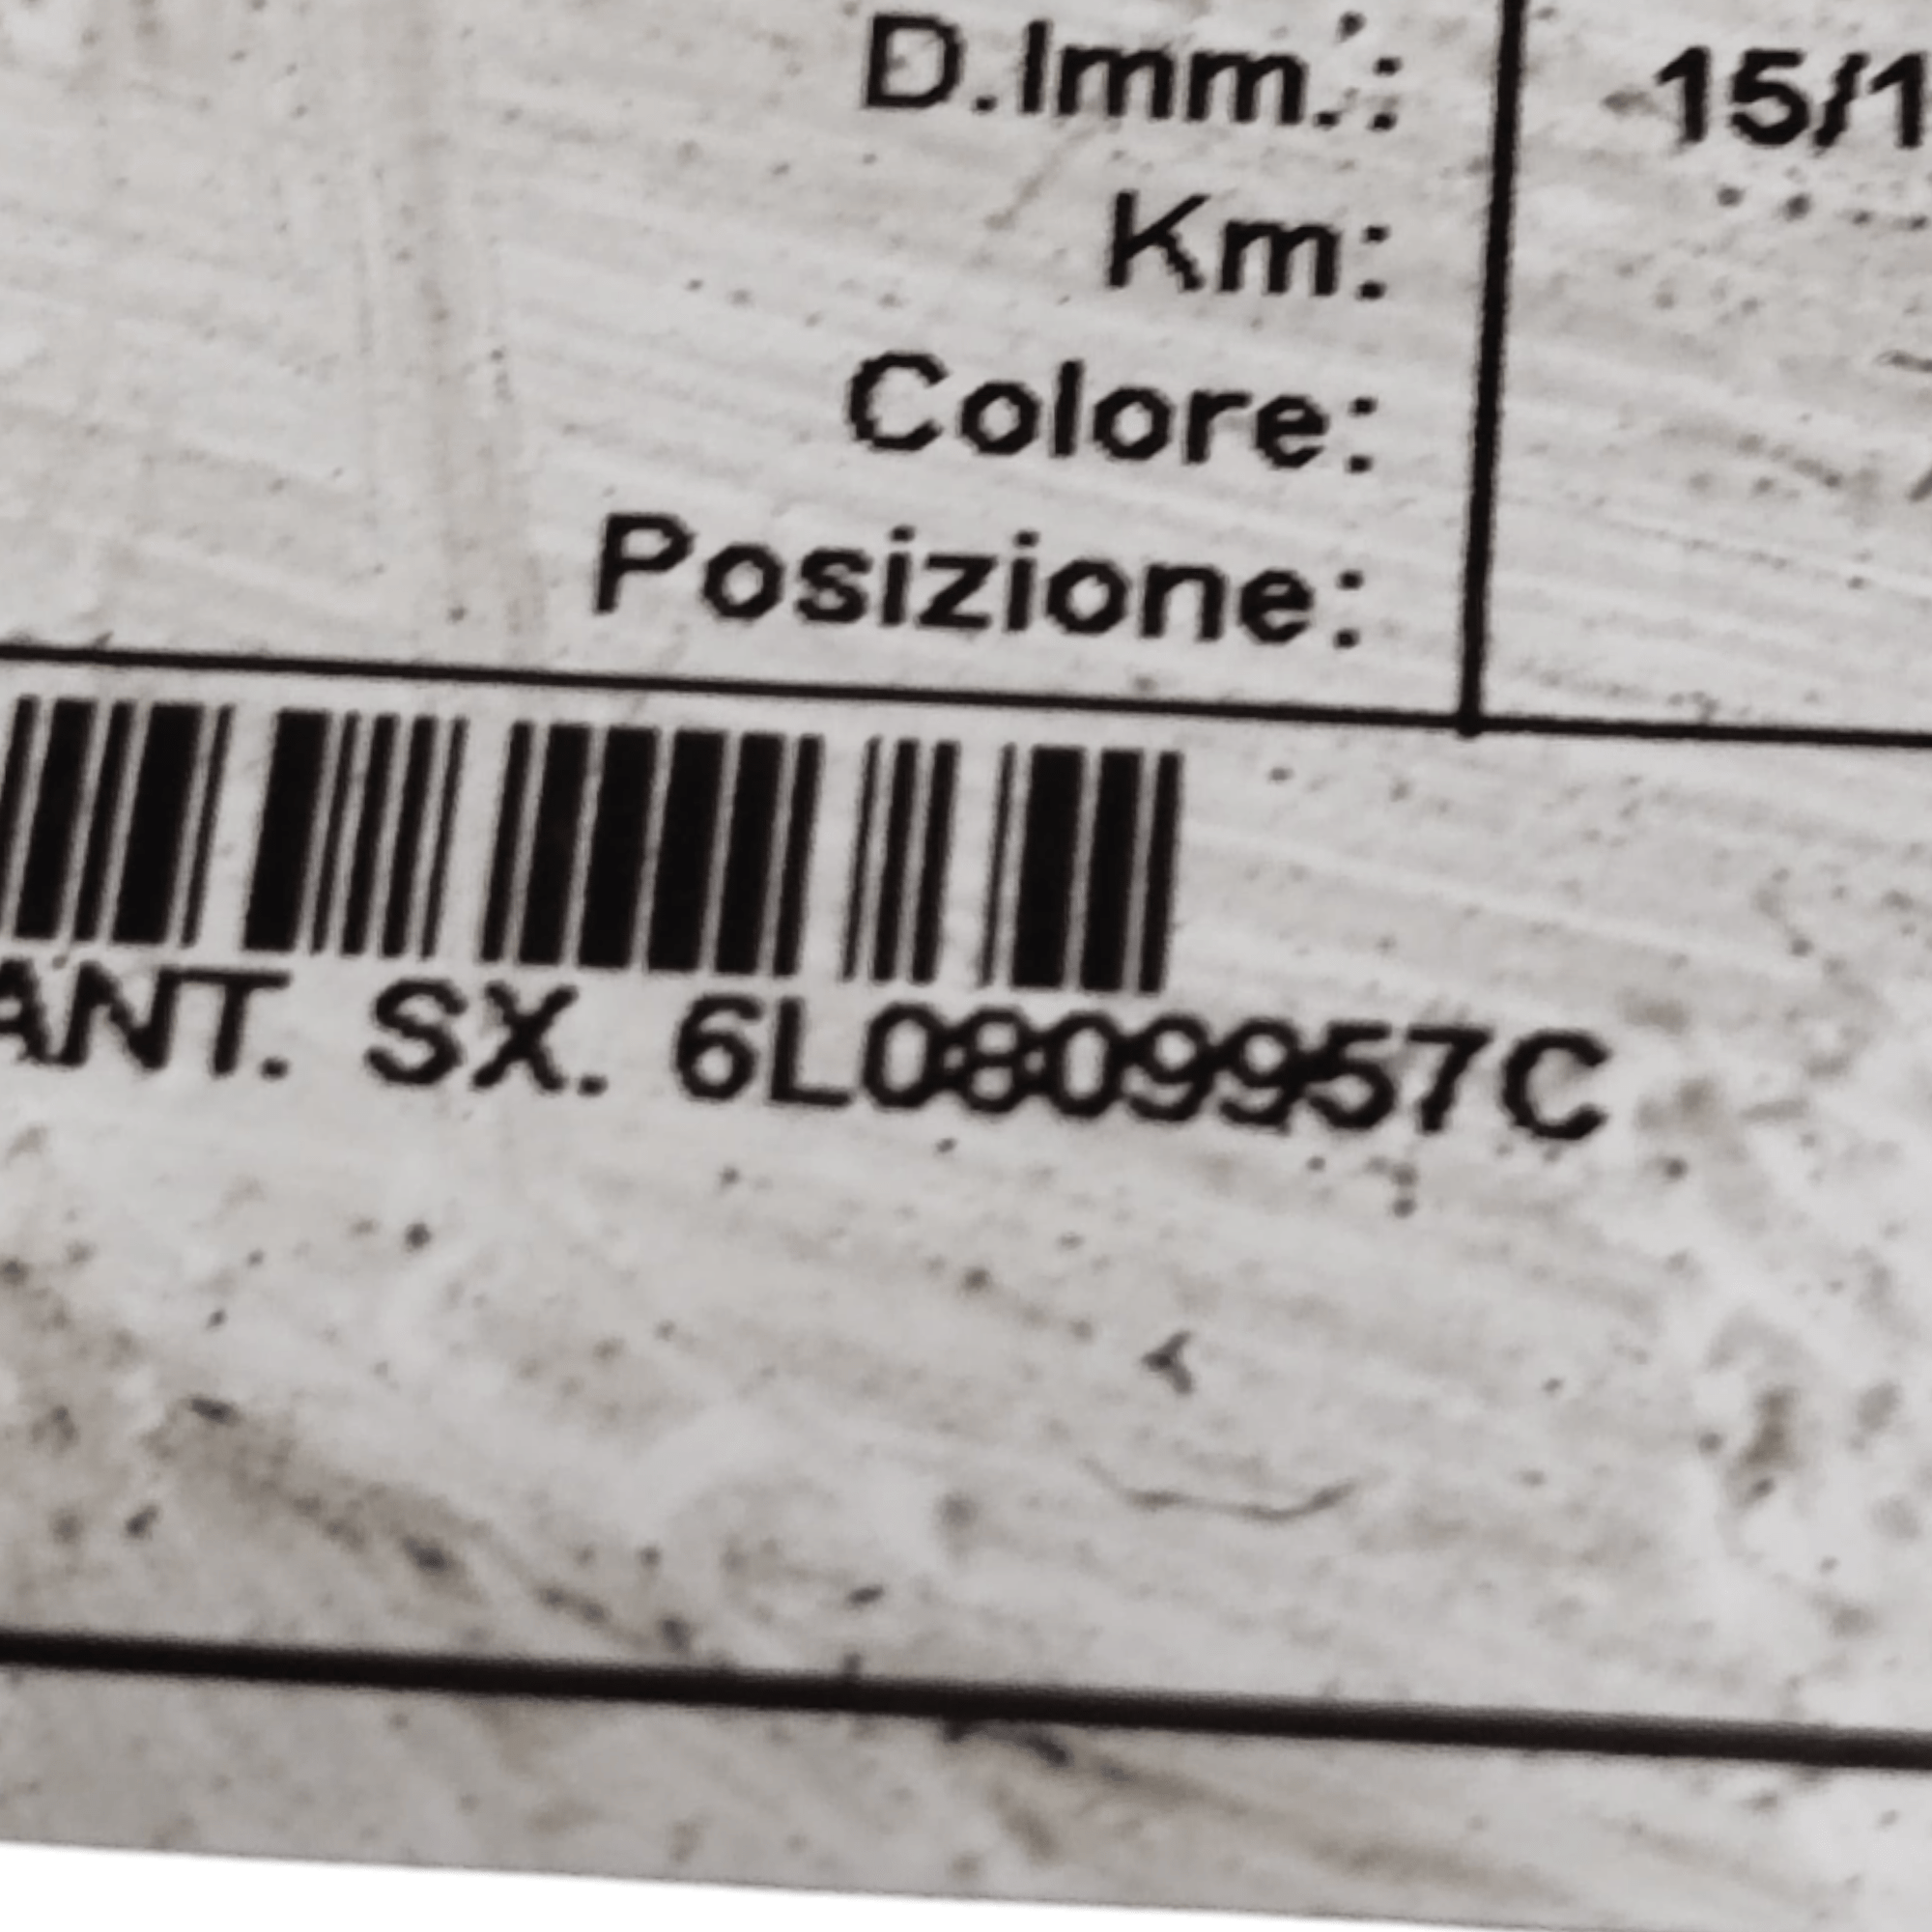 D.Imm.: 15/1
Km:
Colore:
Posizione:
ANT. SX. 6L0809957C